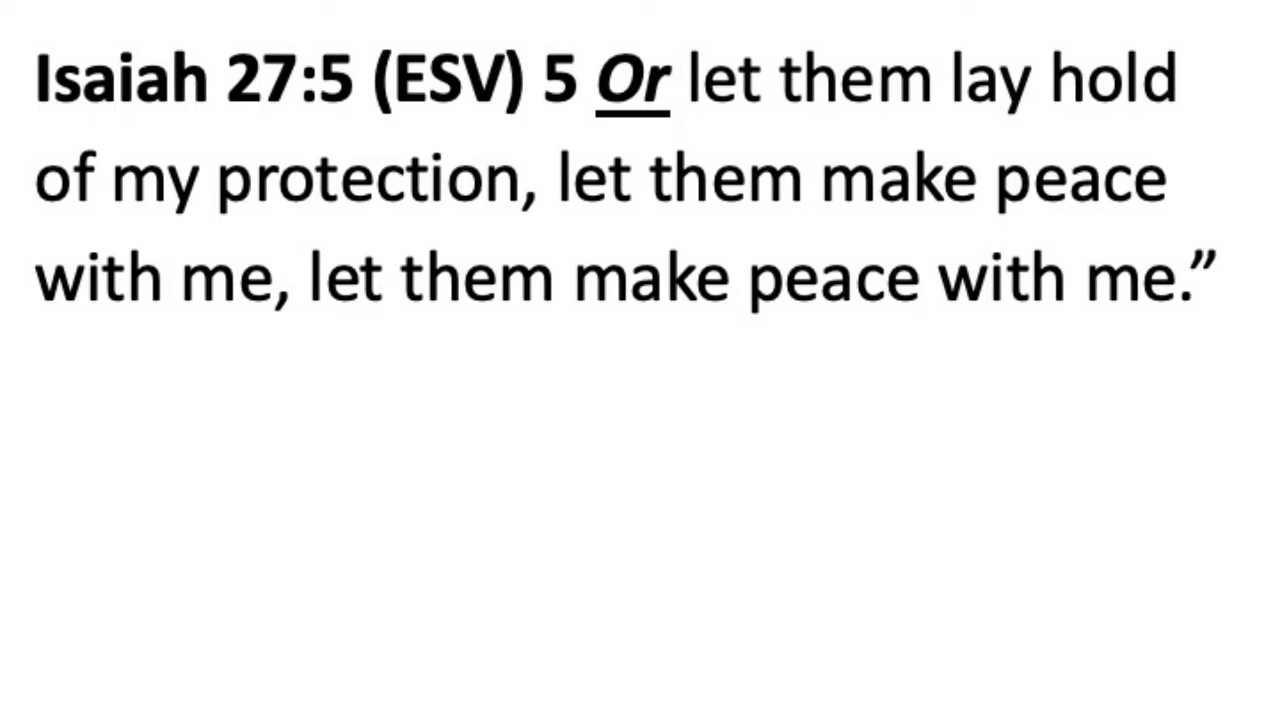 Isaiah 27:5 (ESV) 5 Or let them lay hold
of my protection, let them make peace
with me, let them make peace with me.”